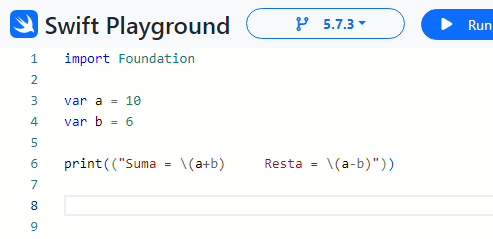 Swift Playground 5.7.3 Run
1 import Foundation
2
3 var a = 10
4 var b = 6
5
6 print(("Suma = \(a+b)     Resta = \(a-b)"))
7
8
9